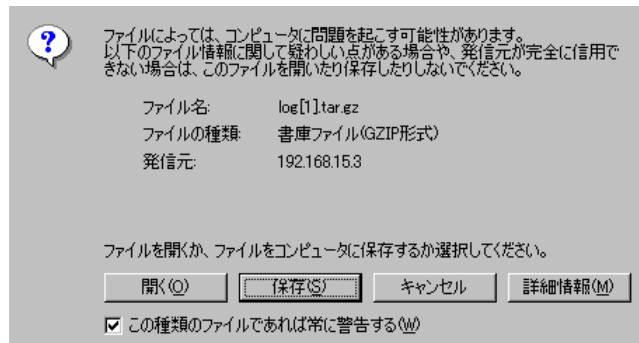 ?
ファイルによっては、コンピュータに問題を起こす可能性があります。
以下のファイル情報に関して疑わしい点がある場合や、発信元が完全に信用で
きない場合は、このファイルを開いたり保存したりしないでください。
ファイル名: log[1].tar.gz
ファイルの種類: 書庫ファイル(GZIP形式)
発信元: 192.168.15.3
ファイルを開くか、ファイルをコンピュータに保存するか選択してください。
開く(O) 保存(S) キャンセル 詳細情報(M)
この種類のファイルであれば常に警告する(W)